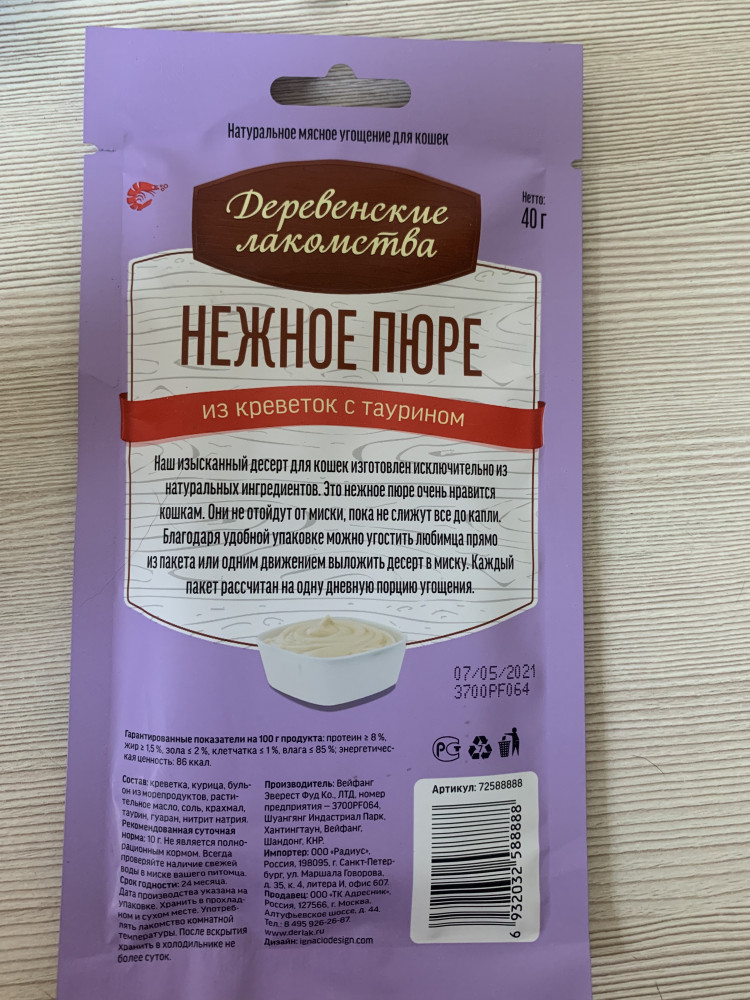 Натуральное мясное угощение для кошек
Деревенские
лакомства
Нетто:
40 г
НЕЖНОЕ ПЮРЕ
из креветок с таурином
Наш изысканный десерт для кошек изготовлен исключительно из
натуральных ингредиентов. Это нежное пюре очень нравится
кошкам. Они не отойдут от миски, пока не слижут все до капли.
Благодаря удобной упаковке можно угостить любимца прямо
из пакета или одним движением выложить десерт в миску. Каждый
пакет рассчитан на одну дневную порцию угощения.
07/05/2021
3700PF064
Гарантированные показатели на 100 г продукта: протеин ≥ 8 %,
жир ≥ 1,5 %, зола ≤ 2 %, клетчатка ≤ 1 %, влага ≤ 85 %; энергетичес-
кая ценность: 86 ккал.
РСТ
7
Состав: креветка, курица, буль-
он из морепродуктов, расти-
тельное масло, соль, крахмал,
таурин, гуаран, нитрит натрия.
Рекомендованная суточная
норма: 10 г. Не является полно-
рационным кормом. Всегда
проверяйте наличие свежей
воды в миске вашего питомца.
Срок годности: 24 месяца.
Дата производства указана на
упаковке. Хранить в прохлад-
ном и сухом месте. Употреб-
лять лакомство комнатной
температуры. После вскрытия
хранить в холодильнике не
более суток.
Производитель: Вейфанг
Эверест Фуд Ко., ЛТД, номер
предприятия – 3700PF064,
Шуангянг Индастриал Парк,
Хантингтаун, Вейфанг,
Шандонг, КНР.
Импортер: ООО «Радиус»,
Россия, 198095, г. Санкт-Петер-
бург, ул. Маршала Говорова,
д. 35, к. 4, литера И, офис 607.
Продавец: ООО «ТК Адресник»,
Россия, 127566, г. Москва,
Алтуфьевское шоссе, д. 44.
Тел.: 8 495 926-26-87.
www.derlak.ru
Дизайн: ignaciodesign.com
Артикул: 72588888
6 932032 588888